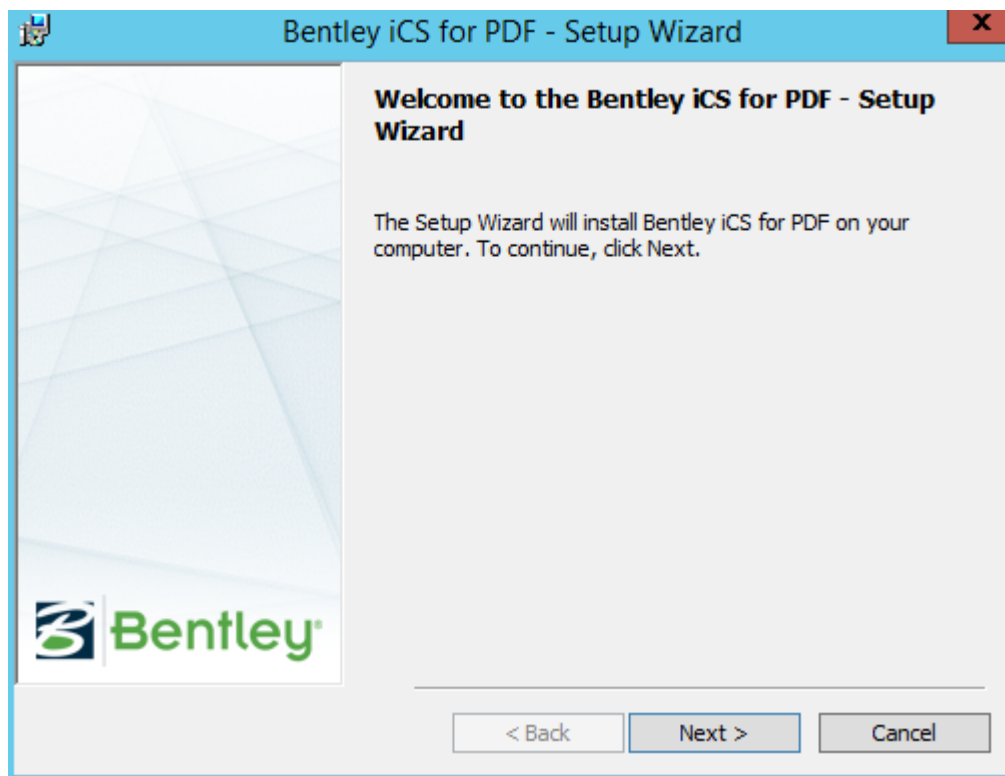 Bentley iCS for PDF - Setup Wizard
x
Welcome to the Bentley iCS for PDF - Setup
Wizard
The Setup Wizard will install Bentley iCS for PDF on your
computer. To continue, click Next.
Bentley®
< Back
Next >
Cancel